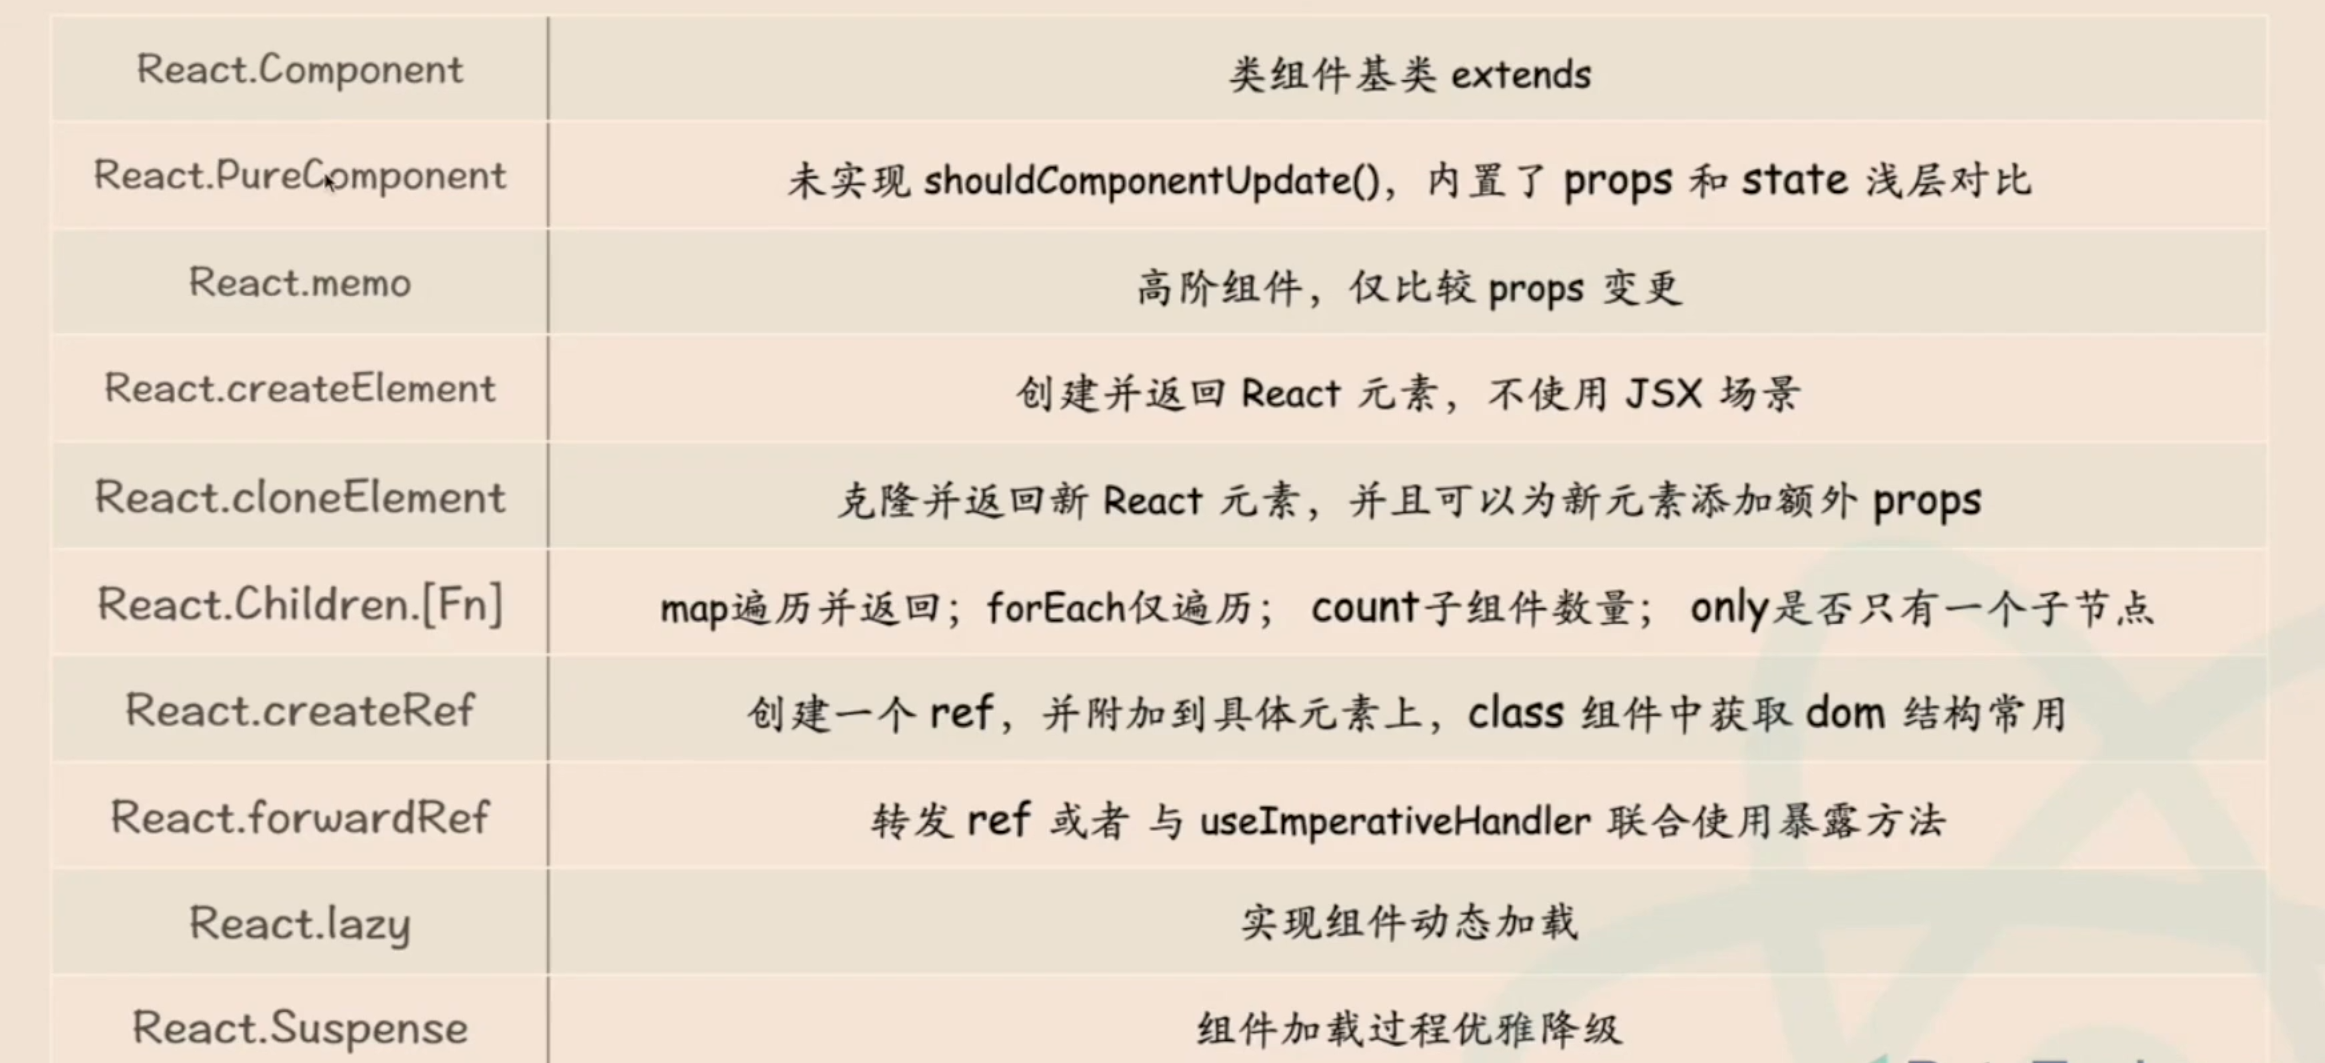 React.Component 类组件基类 extends
React.PureComponent 未实现 shouldComponentUpdate()，内置了 props 和 state 浅层对比
React.memo 高阶组件，仅比较 props 变更
React.createElement 创建并返回 React 元素，不使用 JSX 场景
React.cloneElement 克隆并返回新 React 元素，并且可以为新元素添加额外 props
React.Children.[Fn] map遍历并返回；forEach仅遍历； count子组件数量； only是否只有一个子节点
React.createRef 创建一个 ref，并附加到具体元素上，class 组件中获取 dom 结构常用
React.forwardRef 转发 ref 或者 与 useImperativeHandler 联合使用暴露方法
React.lazy 实现组件动态加载
React.Suspense 组件加载过程优雅降级